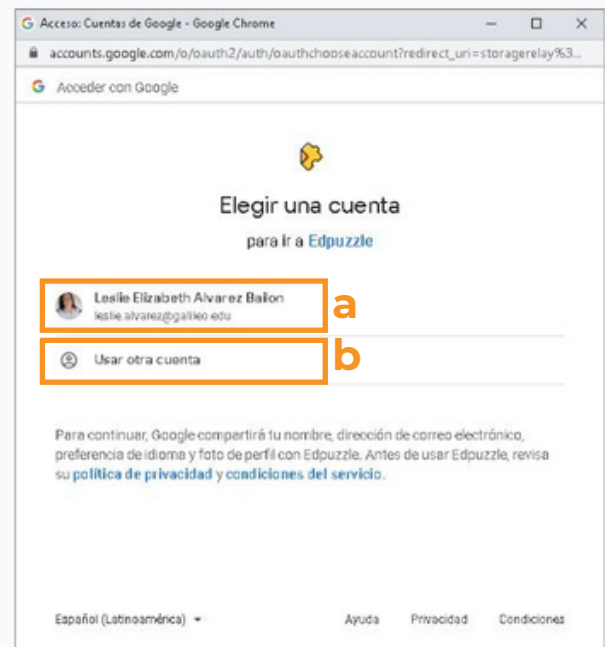 Acceso: Cuentas de Google - Google Chrome
accounts.google.com/o/oauth2/auth/oauthchooseaccount?redirect_uri=storagerelay%3...
Acceder con Google
Elegir una cuenta
para ir a Edpuzzle
Leslie Elizabeth Alvarez Bailon
leslie.alvarez@galileo.edu
a
Usar otra cuenta
b
Para continuar, Google compartirá tu nombre, dirección de correo electrónico,
preferencia de idioma y foto de perfil con Edpuzzle. Antes de usar Edpuzzle, revisa
su política de privacidad y condiciones del servicio.
Español (Latinoamérica)
Ayuda Privacidad Condiciones